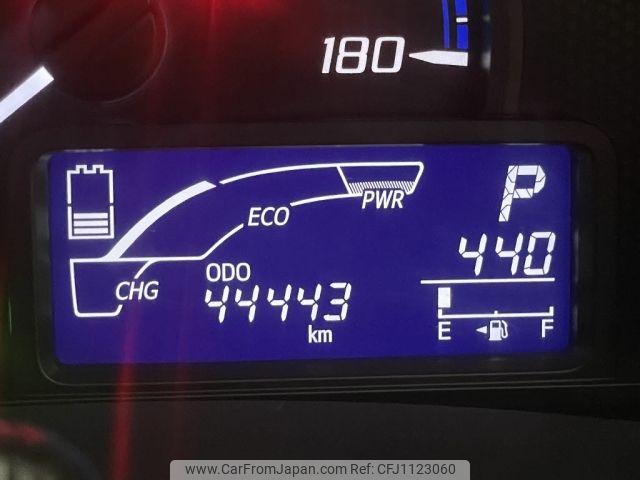 180
P
ECO
PWR
440
ODO
CHG
44443
km
E
F
www.CarFromJapan.com | Ref:CFJ1123060